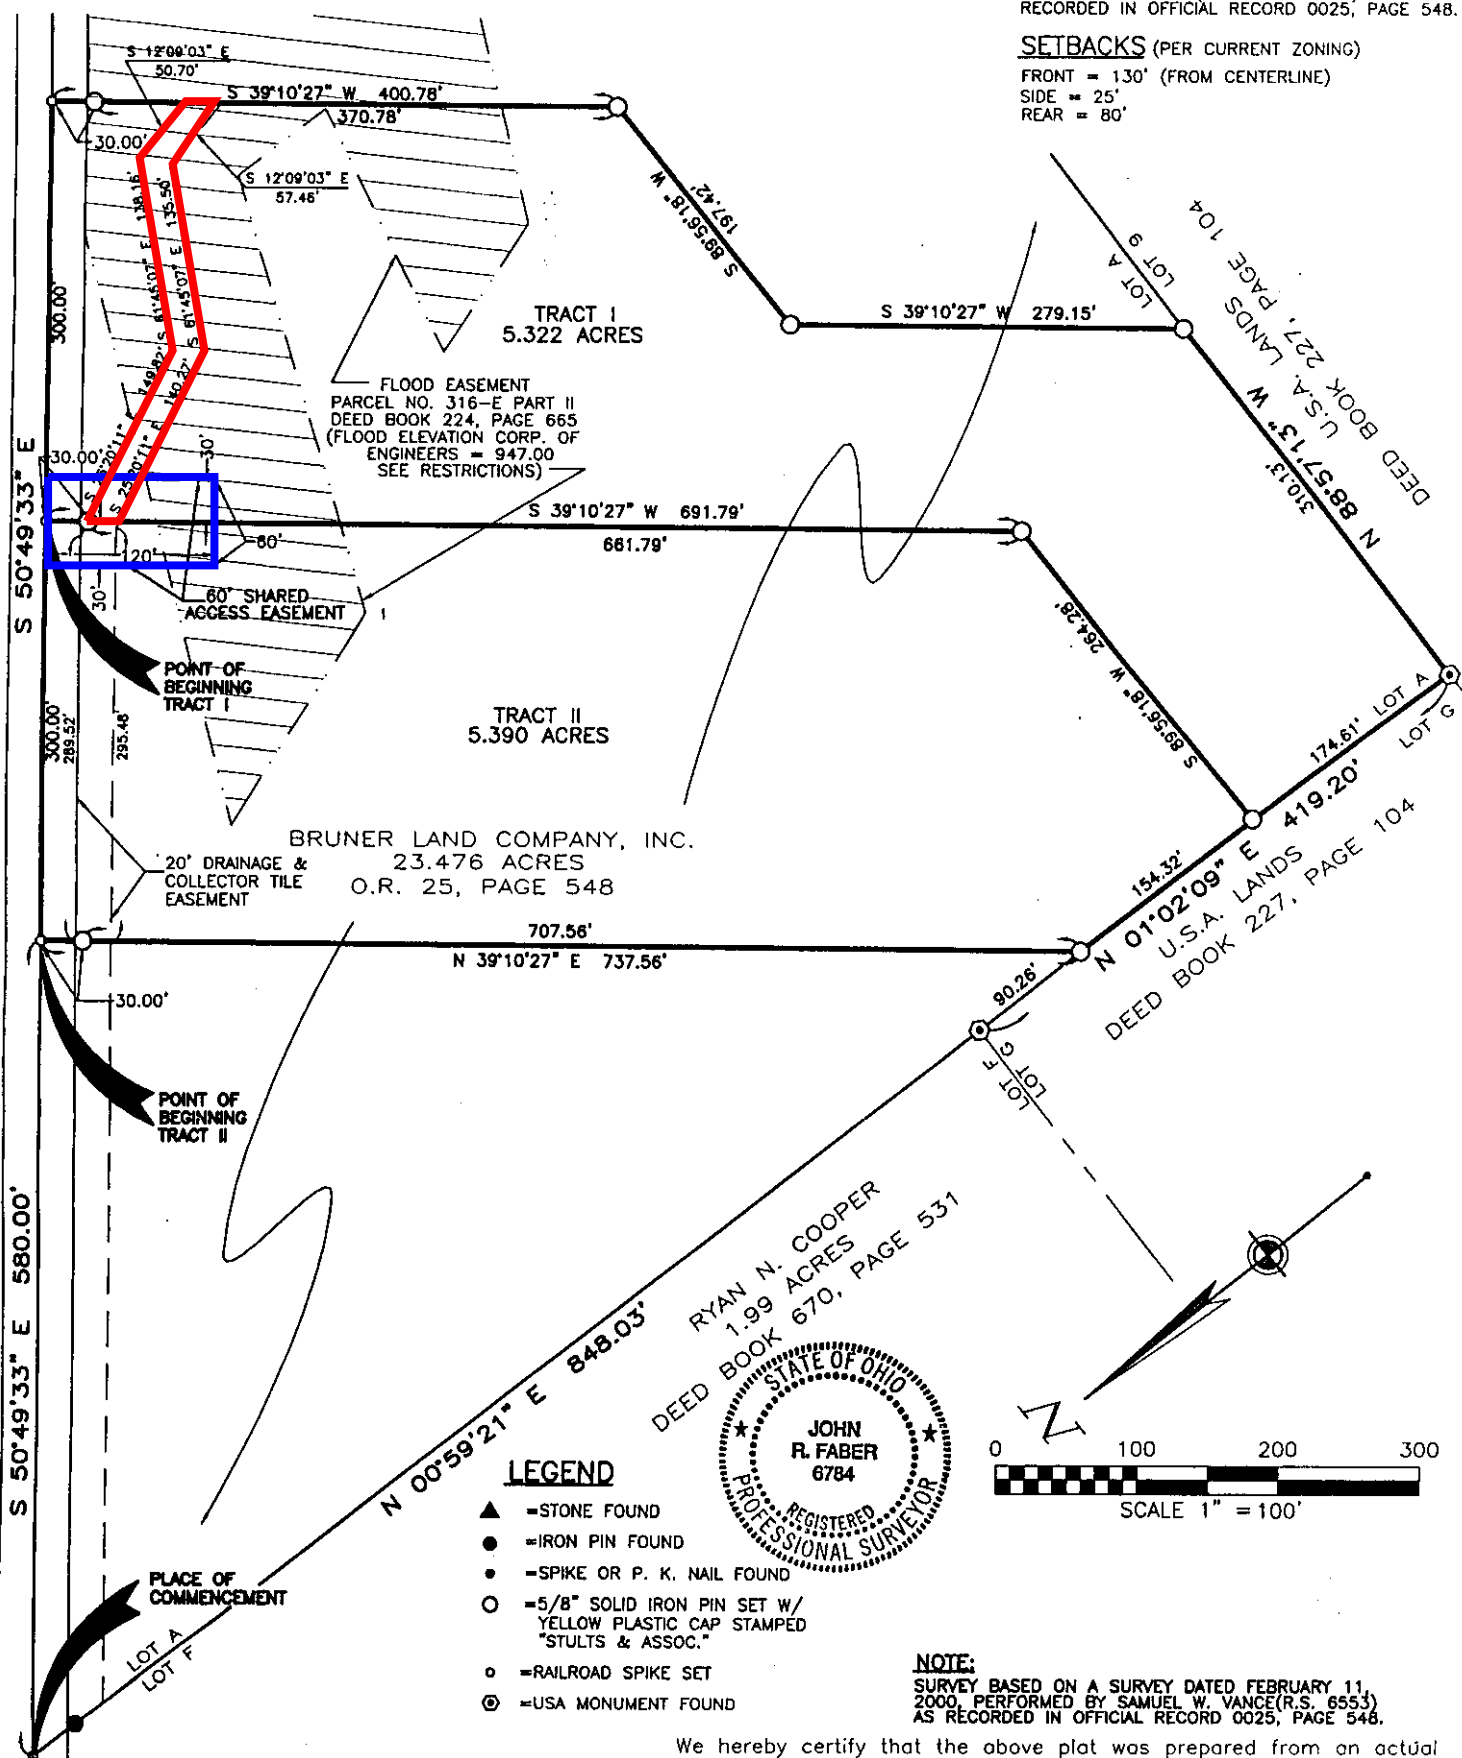 RECORDED IN OFFICIAL RECORD 0025, PAGE 548.
SETBACKS (PER CURRENT ZONING)
FRONT = 130' (FROM CENTERLINE)
SIDE = 25'
REAR = 80'
S 12°09'03" E
50.70'
S 39°10'27" W 400.78'
370.78'
30.00'
S 12°09'03" E
57.46'
S 61°45'07" E 138.16'
S 61°45'07" E 135.50'
300.00'
S 89°56'18" W
197.42'
TRACT I
5.322 ACRES
S 39°10'27" W 279.15'
LOT A
LOT 9
U.S.A. LANDS
DEED BOOK 227, PAGE 104
DEED BOOK
N 88°57'13" W
310.13'
FLOOD EASEMENT
PARCEL NO. 316-E PART II
DEED BOOK 224, PAGE 665
(FLOOD ELEVATION CORP. OF
ENGINEERS = 947.00
SEE RESTRICTIONS)
149.82'
S 25°20'11" E 140.27'
30.00'
30'
S 50°49'33" E
S 39°10'27" W 691.79'
661.79'
120'
60'
30'
60' SHARED
ACCESS EASEMENT
1
POINT OF
BEGINNING
TRACT I
S 89°56'18" W 264.28'
300.00'
289.52'
295.48'
TRACT II
5.390 ACRES
174.61'
LOT A
LOT G
419.20'
BRUNER LAND COMPANY, INC.
23.476 ACRES
O.R. 25, PAGE 548
20' DRAINAGE &
COLLECTOR TILE
EASEMENT
154.32'
N 01°02'09" E
U.S.A. LANDS
DEED BOOK 227, PAGE 104
707.56'
N 39°10'27" E 737.56'
30.00'
90.26'
LOT F
LOT G
POINT OF
BEGINNING
TRACT II
S 50°49'33" E 580.00'
RYAN N. COOPER
1.99 ACRES
DEED BOOK 670, PAGE 531
N 00°59'21" E 848.03'
N
STATE OF OHIO
JOHN
R. FABER
6784
REGISTERED
PROFESSIONAL SURVEYOR
0 100 200 300
SCALE 1" = 100'
LEGEND
=STONE FOUND
=IRON PIN FOUND
=SPIKE OR P. K. NAIL FOUND
=5/8" SOLID IRON PIN SET W/
YELLOW PLASTIC CAP STAMPED
"STULTS & ASSOC."
=RAILROAD SPIKE SET
=USA MONUMENT FOUND
PLACE OF
COMMENCEMENT
LOT A
LOT F
NOTE:
SURVEY BASED ON A SURVEY DATED FEBRUARY 11,
2000, PERFORMED BY SAMUEL W. VANCE(R.S. 6553)
AS RECORDED IN OFFICIAL RECORD 0025, PAGE 548.
We hereby certify that the above plat was prepared from an actual